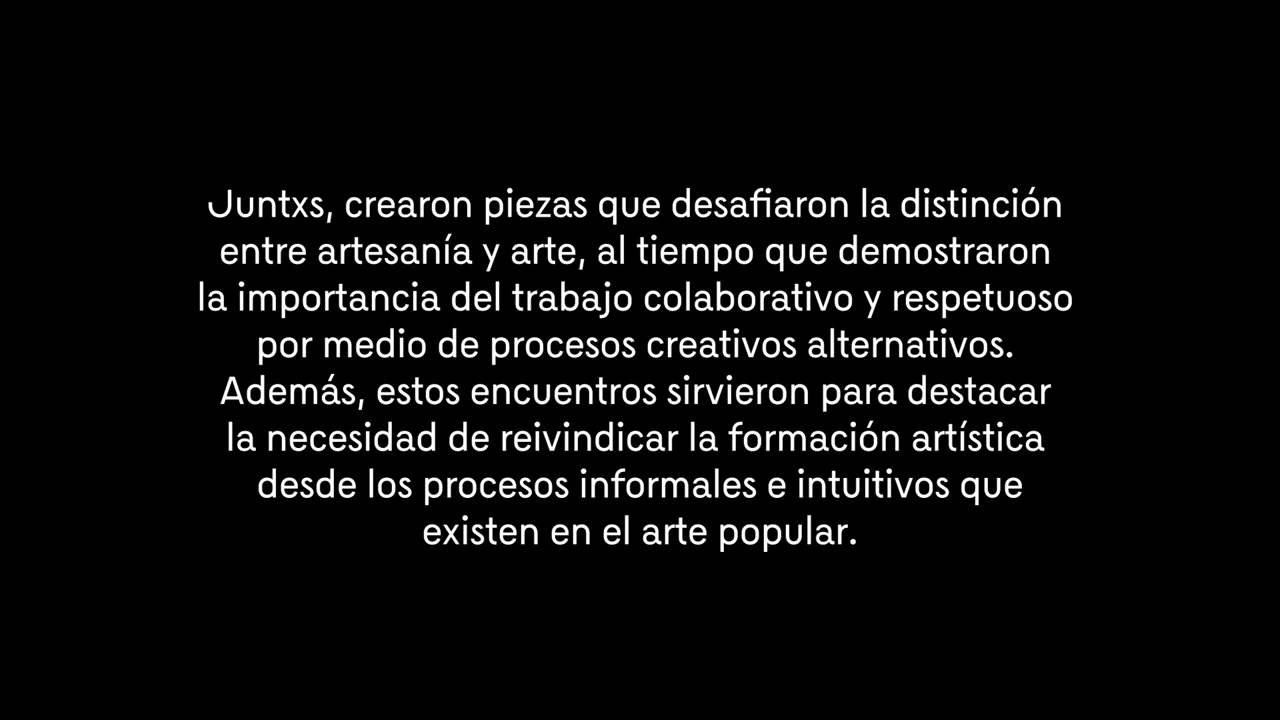 Juntxs, crearon piezas que desafiaron la distinción
entre artesanía y arte, al tiempo que demostraron
la importancia del trabajo colaborativo y respetuoso
por medio de procesos creativos alternativos.
Además, estos encuentros sirvieron para destacar
la necesidad de reivindicar la formación artística
desde los procesos informales e intuitivos que
existen en el arte popular.